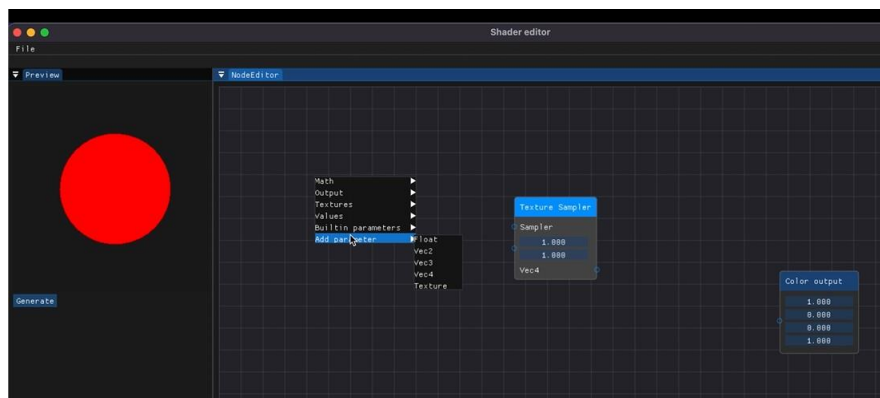 Shader editor
File
Preview
NodeEditor
Math
Output
Textures
Values
Builtin parameters
Add parameter
Float
Vec2
Vec3
Vec4
Texture
Texture Sampler
Sampler
1.000
1.000
Vec4
Generate
Color output
1.000
0.000
0.000
1.000